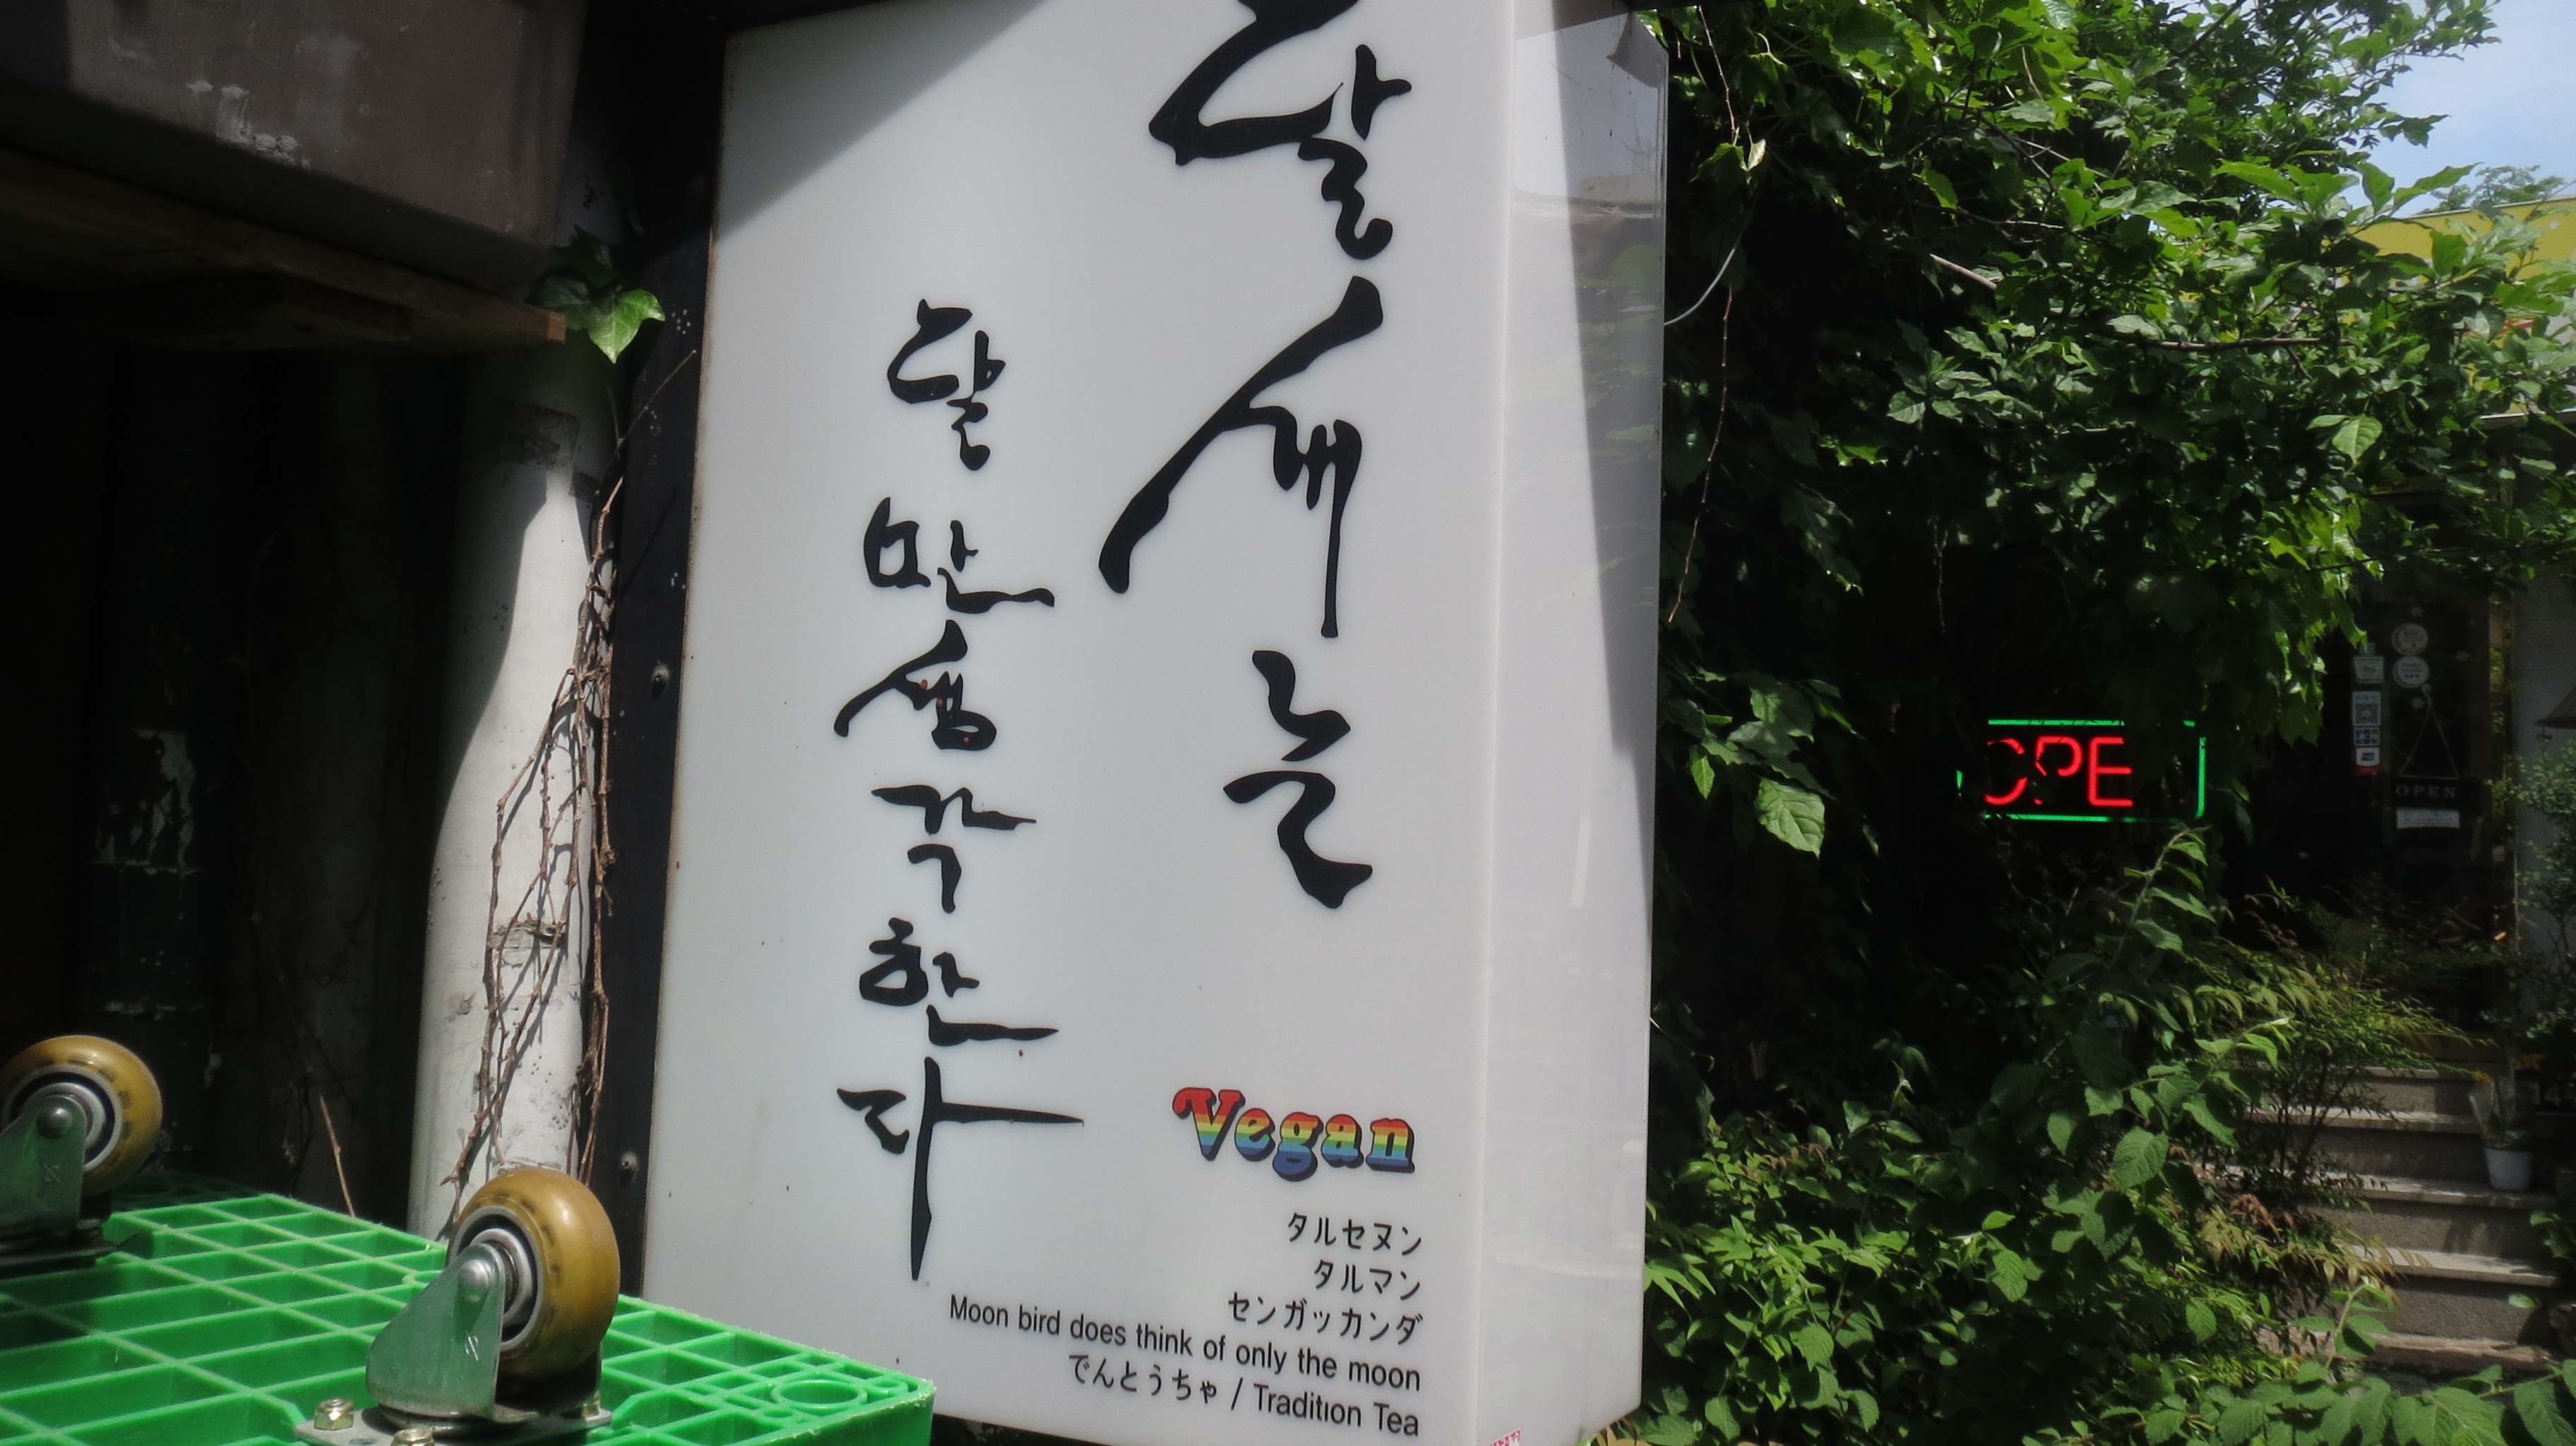 달새는
달만생각한다
Vegan
タルセヌン
タルマン
センガッカンダ
Moon bird does think of only the moon
でんとうちゃ / Tradition Tea
OPE
OPEN